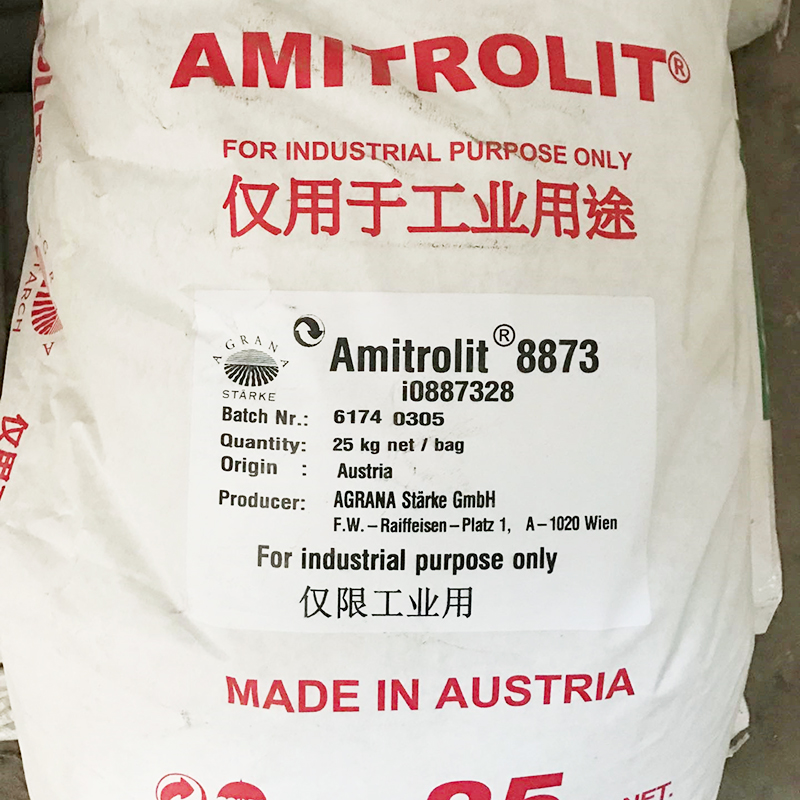 AMITROLIT®
FOR INDUSTRIAL PURPOSE ONLY
仅用于工业用途
AGRANA
STÄRKE
Amitrolit® 8873
i0887328
Batch Nr.: 6174 0305
Quantity: 25 kg net / bag
Origin : Austria
Producer: AGRANA Stärke GmbH
F.W. – Raiffeisen – Platz 1, A – 1020 Wien
For industrial purpose only
仅限工业用
MADE IN AUSTRIA
25 NET.